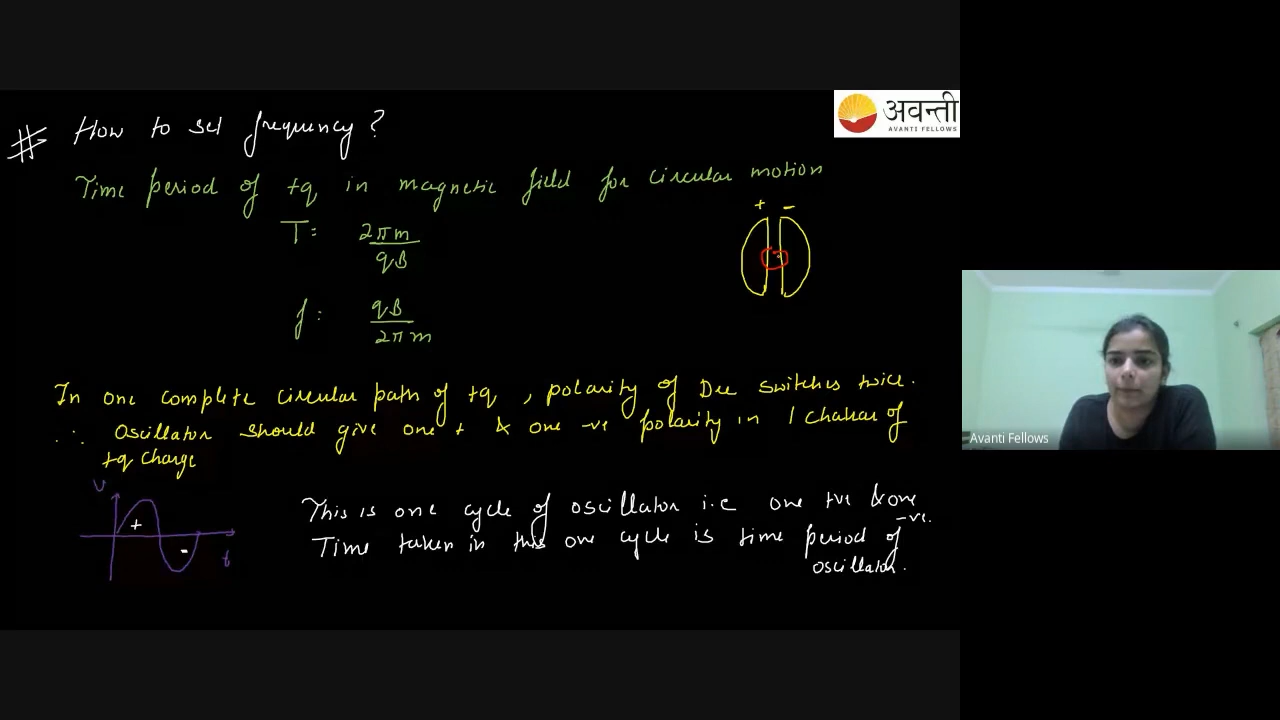 # How to set frequency?
अवन्ती
AVANTI FELLOWS
Time period of +q in magnetic field for circular motion
T = 2πm / qB
+ -
f = qB / 2πm
In one complete circular path of +q, polarity of Dee switches twice.
∴ Oscillator should give one + & one -ve polarity in 1 chakar of
+q charge
V
+
-
t
This is one cycle of oscillator i.e one +ve & one
-ve.
Time taken in this one cycle is time period of
oscillator.
Avanti Fellows